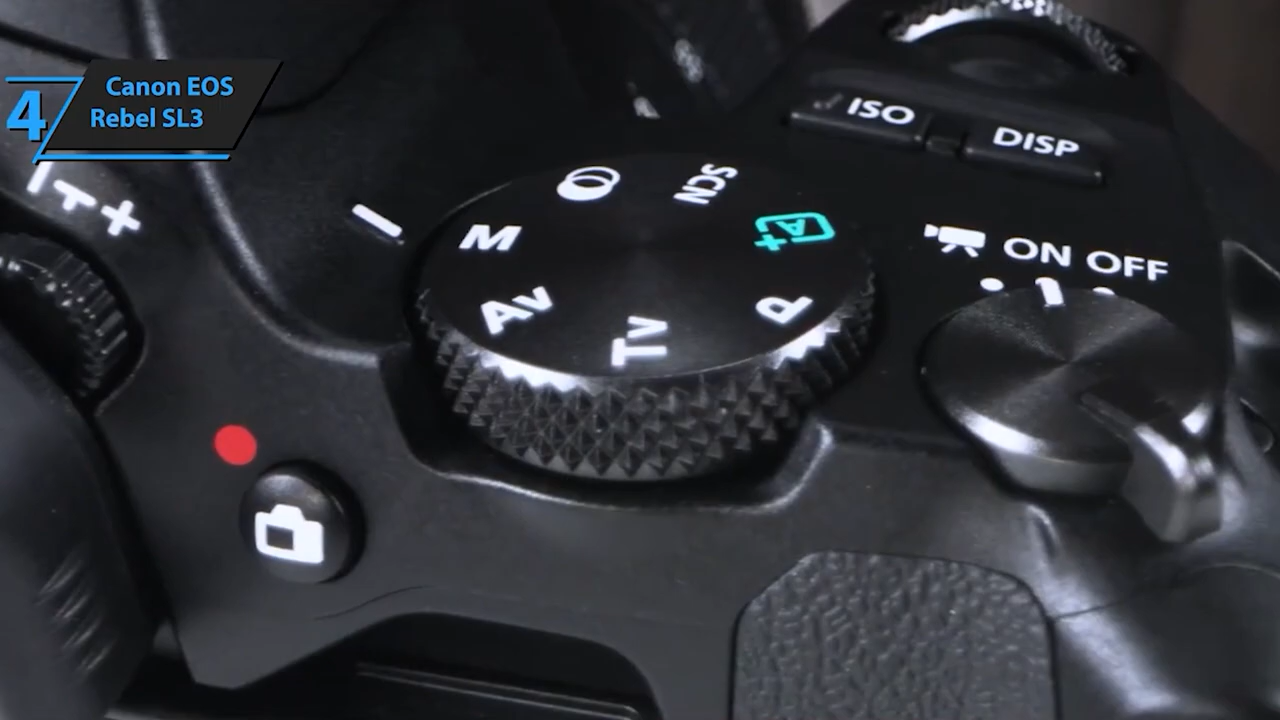 4
Canon EOS
Rebel SL3
ISO
DISP
ON OFF
SCN
M
A+
Av
Tv
P
- +